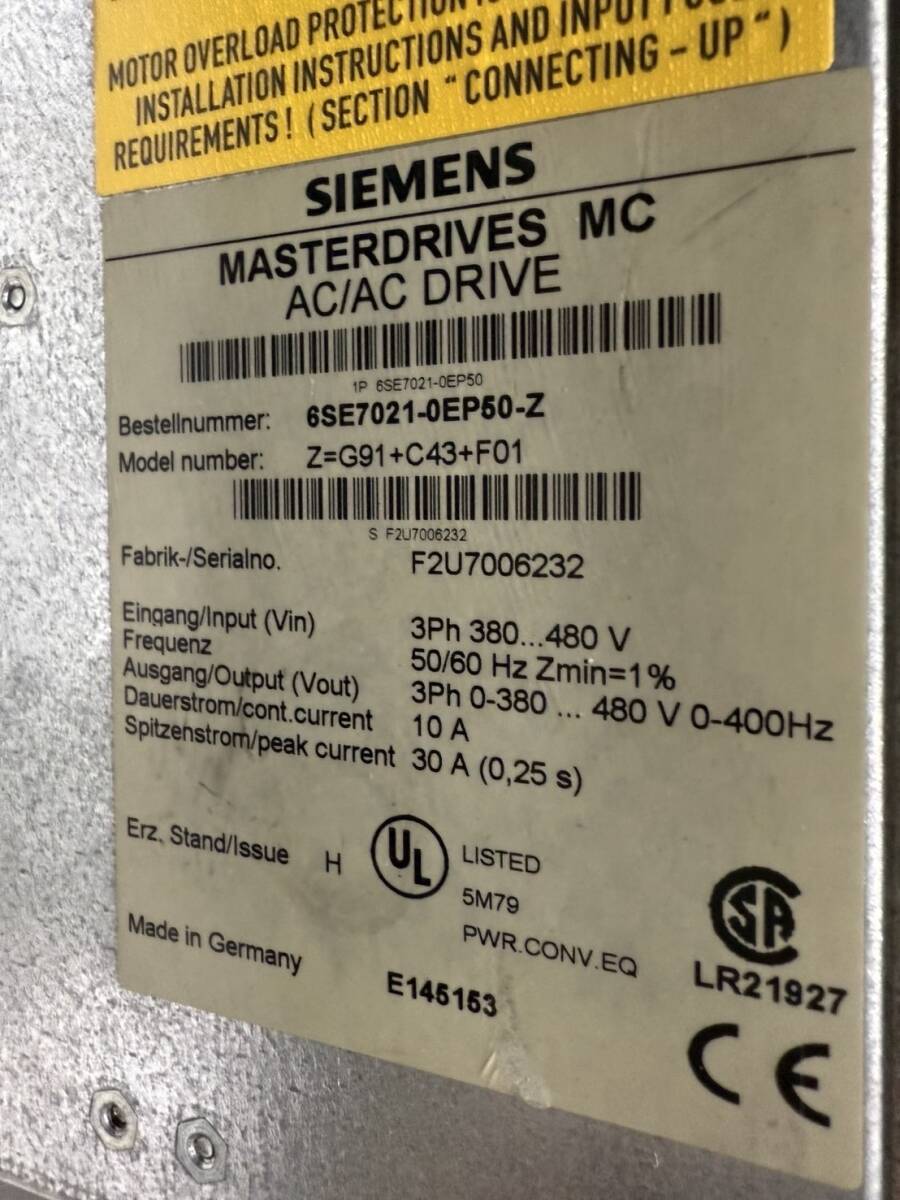 MOTOR OVERLOAD PROTECTION
INSTALLATION INSTRUCTIONS AND INPUT
REQUIREMENTS ! ( SECTION " CONNECTING – UP " )
SIEMENS
MASTERDRIVES MC
AC/AC DRIVE
1P 6SE7021-0EP50
Bestellnummer: 6SE7021-0EP50-Z
Model number: Z=G91+C43+F01
S F2U7006232
Fabrik-/Serialno. F2U7006232
Eingang/Input (Vin) 3Ph 380...480 V
Frequenz 50/60 Hz Zmin=1%
Ausgang/Output (Vout) 3Ph 0-380 ... 480 V 0-400Hz
Dauerstrom/cont.current 10 A
Spitzenstrom/peak current 30 A (0,25 s)
Erz. Stand/Issue H UL LISTED
5M79
PWR.CONV.EQ
SA
LR21927
Made in Germany
E145153
CE